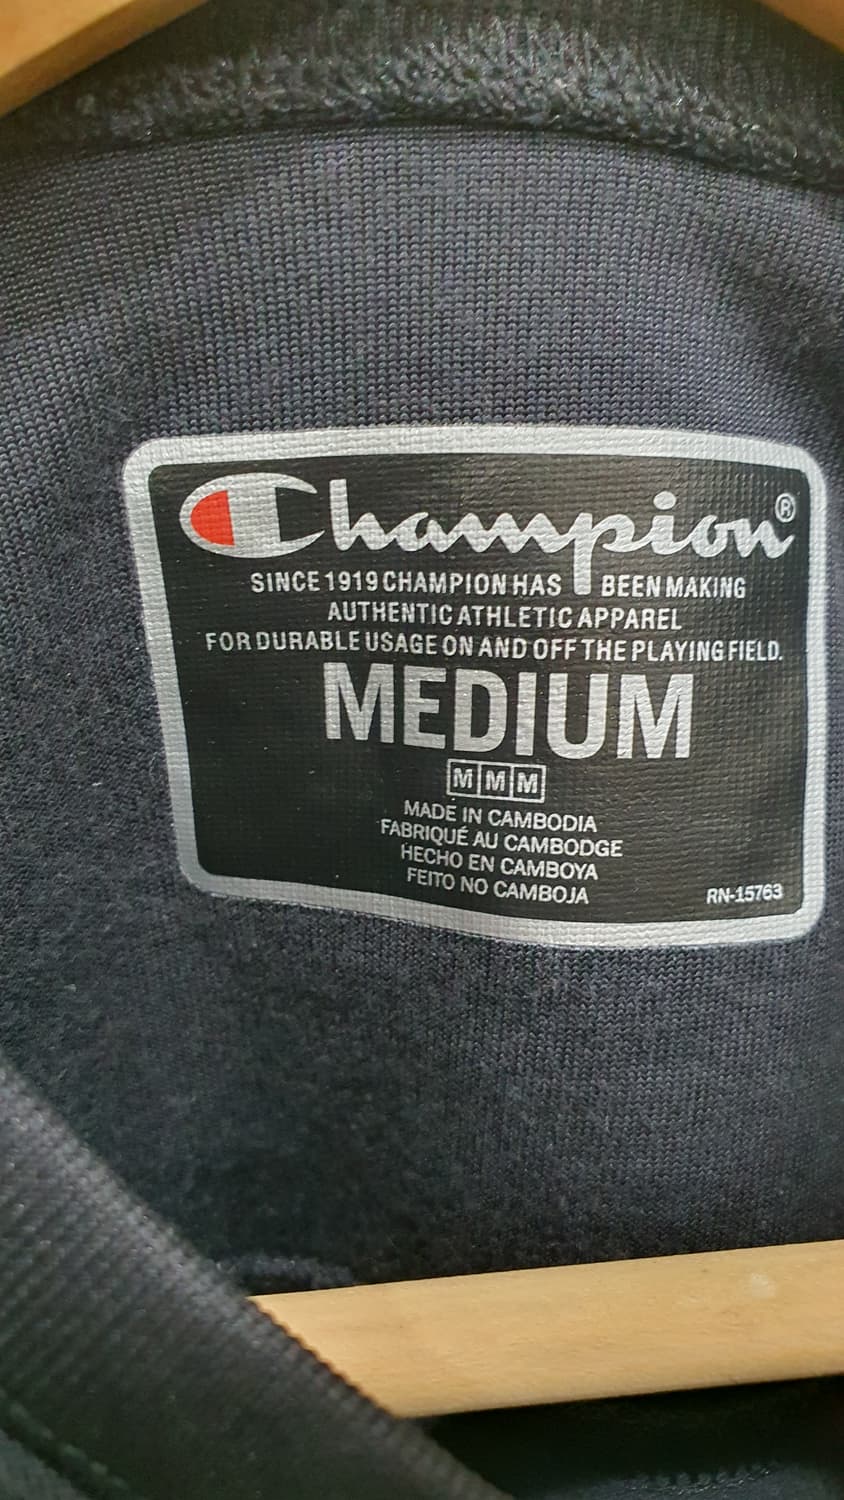 Champion®
SINCE 1919 CHAMPION HAS BEEN MAKING
AUTHENTIC ATHLETIC APPAREL
FOR DURABLE USAGE ON AND OFF THE PLAYING FIELD.
MEDIUM
M M M
MADE IN CAMBODIA
FABRIQUÉ AU CAMBODGE
HECHO EN CAMBOYA
FEITO NO CAMBOJA
RN-15763